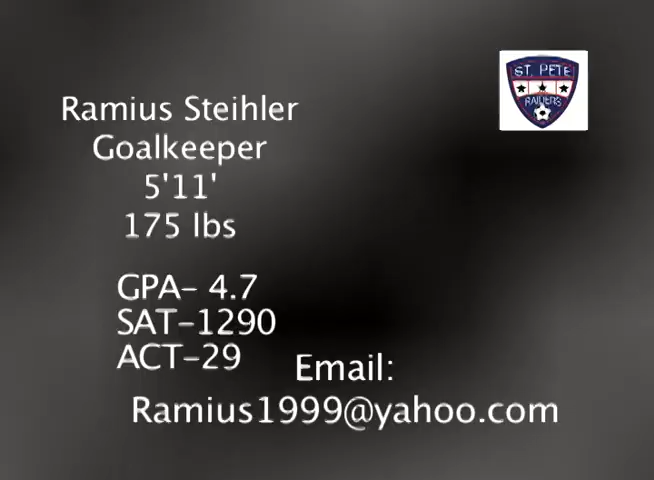 ST. PETE
RAIDERS
Ramius Steihler
Goalkeeper
5'11'
175 lbs
GPA- 4.7
SAT-1290
ACT-29
Email:
Ramius1999@yahoo.com